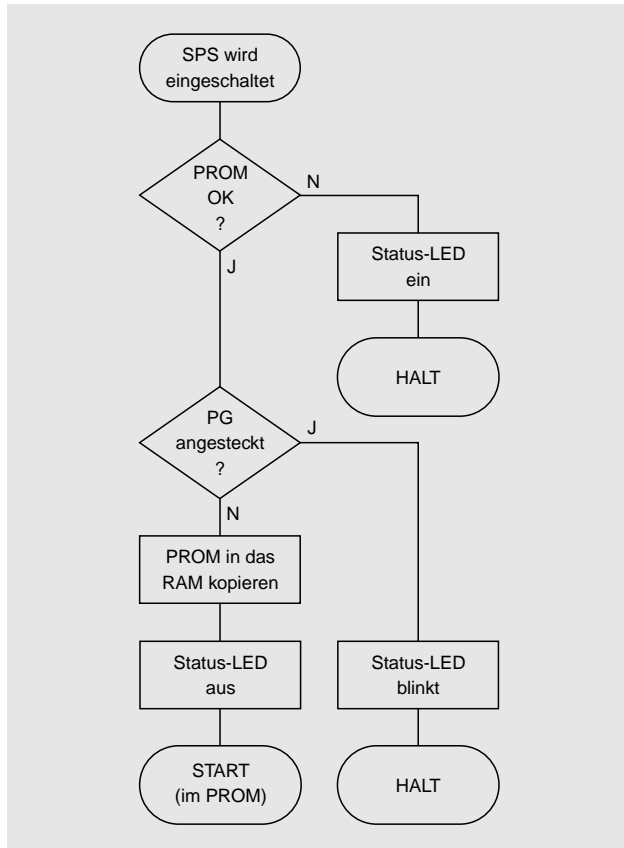 SPS wird
eingeschaltet
PROM
OK
?
N
J
Status-LED
ein
HALT
PG
angesteckt
?
J
N
PROM in das
RAM kopieren
Status-LED
aus
Status-LED
blinkt
START
(im PROM)
HALT